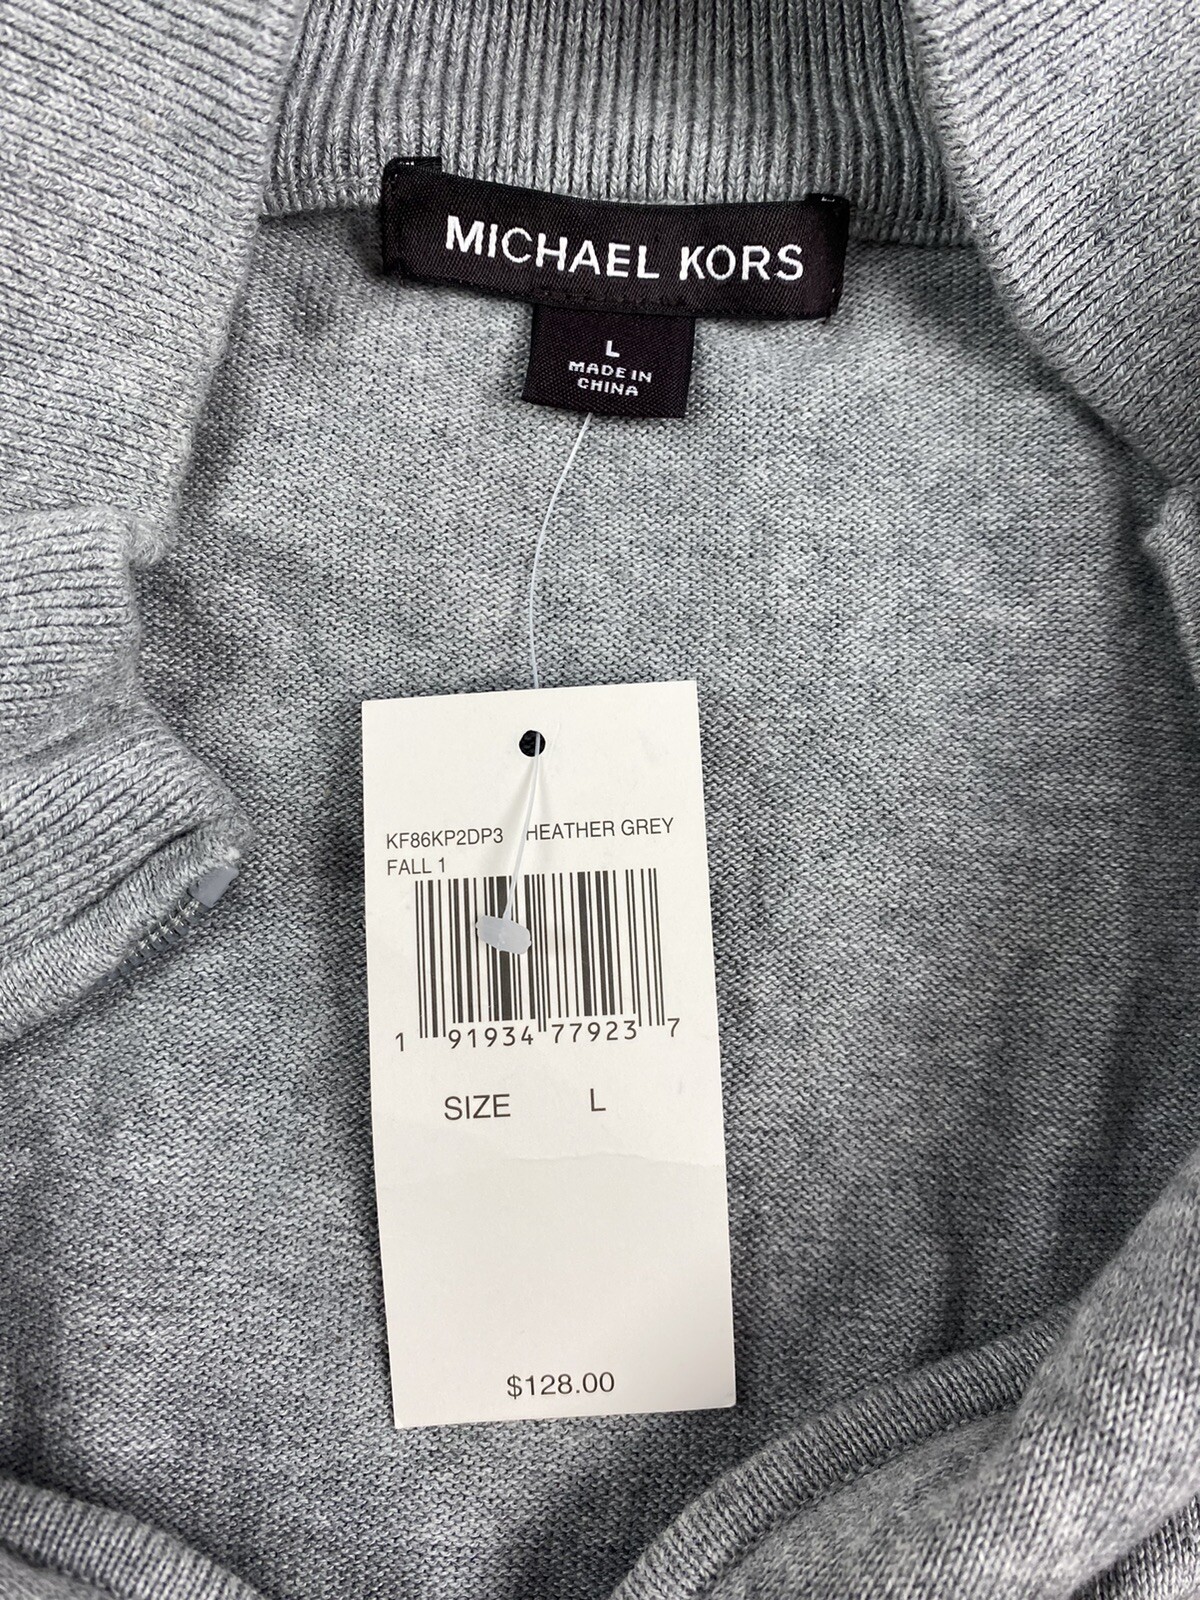 MICHAEL KORS
L
MADE IN
CHINA
KF86KP2DP3 HEATHER GREY
FALL 1
1 91934 77923 7
SIZE L
$128.00